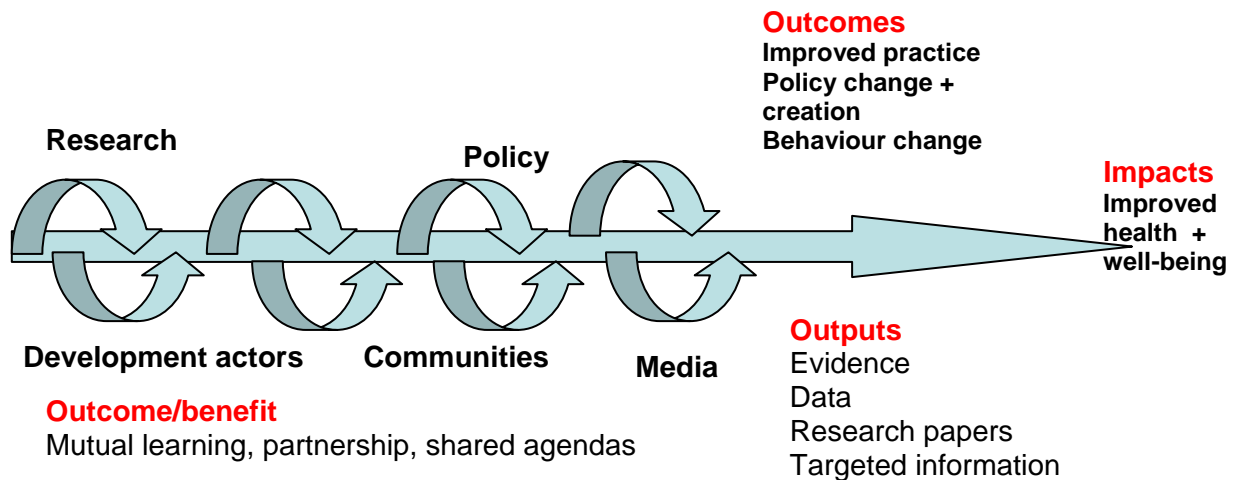 Outcomes
Improved practice
Policy change +
creation
Behaviour change
Research
Policy
Impacts
Improved
health +
well-being
Development actors
Communities
Media
Outputs
Evidence
Data
Research papers
Targeted information
Outcome/benefit
Mutual learning, partnership, shared agendas